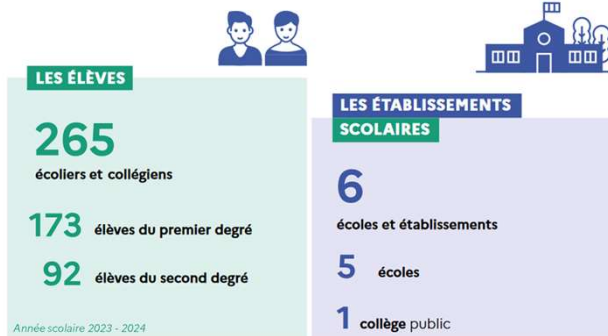 LES ÉLÈVES
265
écoliers et collégiens
173 élèves du premier degré
92 élèves du second degré
Année scolaire 2023 - 2024
LES ÉTABLISSEMENTS
SCOLAIRES
6
écoles et établissements
5 écoles
1 collège public